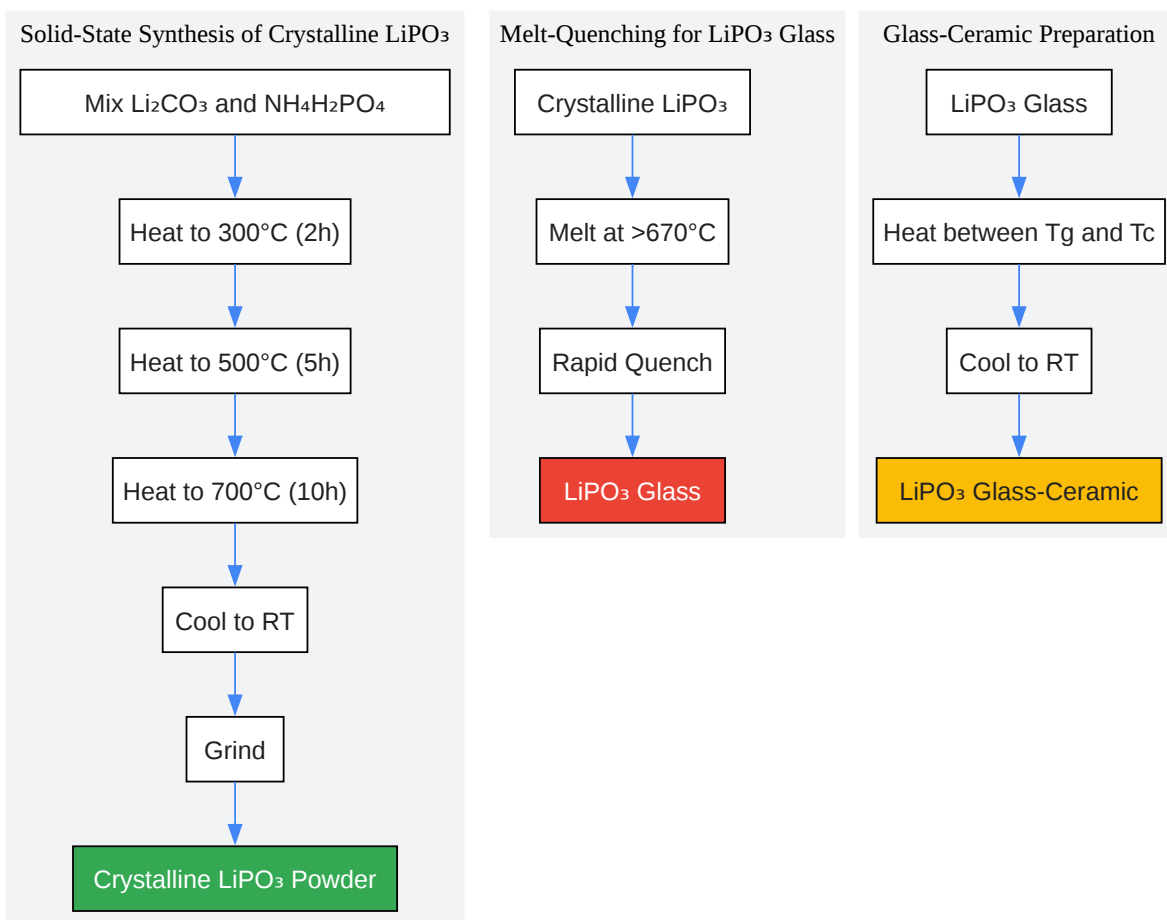 Solid-State Synthesis of Crystalline LiPO₃
Mix Li₂CO₃ and NH₄H₂PO₄
Heat to 300°C (2h)
Heat to 500°C (5h)
Heat to 700°C (10h)
Cool to RT
Grind
Crystalline LiPO₃ Powder
Melt-Quenching for LiPO₃ Glass
Crystalline LiPO₃
Melt at >670°C
Rapid Quench
LiPO₃ Glass
Glass-Ceramic Preparation
LiPO₃ Glass
Heat between Tg and Tc
Cool to RT
LiPO₃ Glass-Ceramic